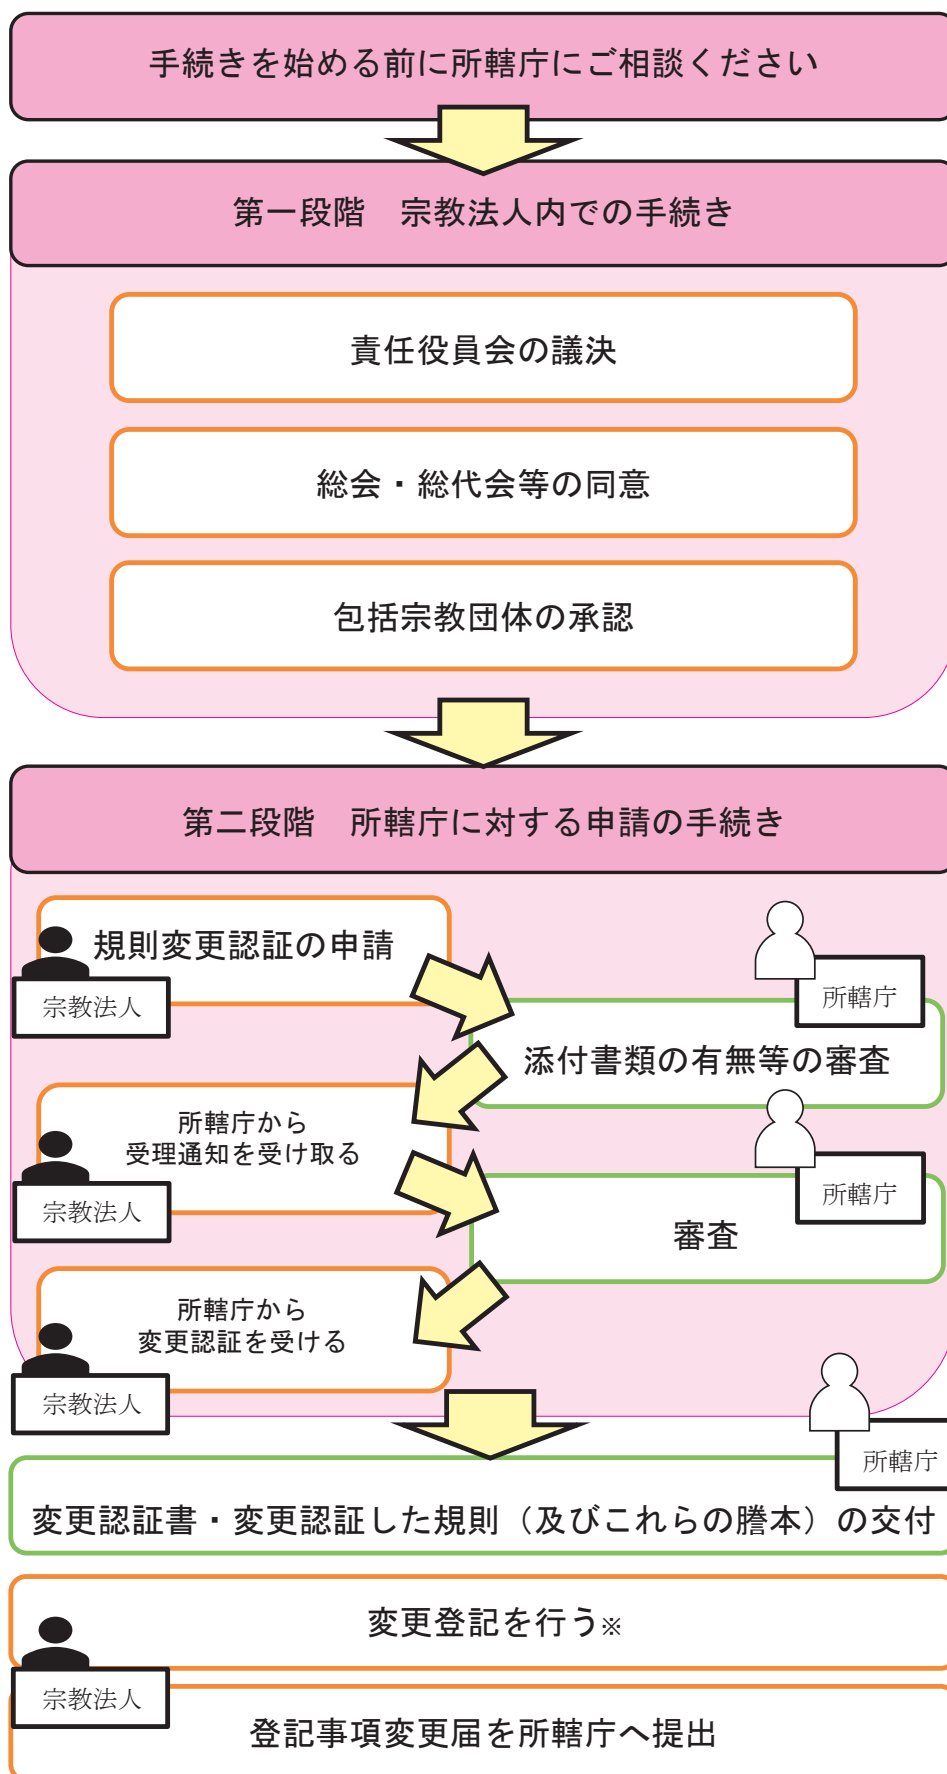 手続きを始める前に所轄庁にご相談ください
第一段階　宗教法人内での手続き
責任役員会の議決
総会・総代会等の同意
包括宗教団体の承認
第二段階　所轄庁に対する申請の手続き
規則変更認証の申請
宗教法人
所轄庁
添付書類の有無等の審査
所轄庁から
受理通知を受け取る
宗教法人
所轄庁
審査
所轄庁から
変更認証を受ける
宗教法人
所轄庁
変更認証書・変更認証した規則（及びこれらの謄本）の交付
変更登記を行う※
宗教法人
登記事項変更届を所轄庁へ提出